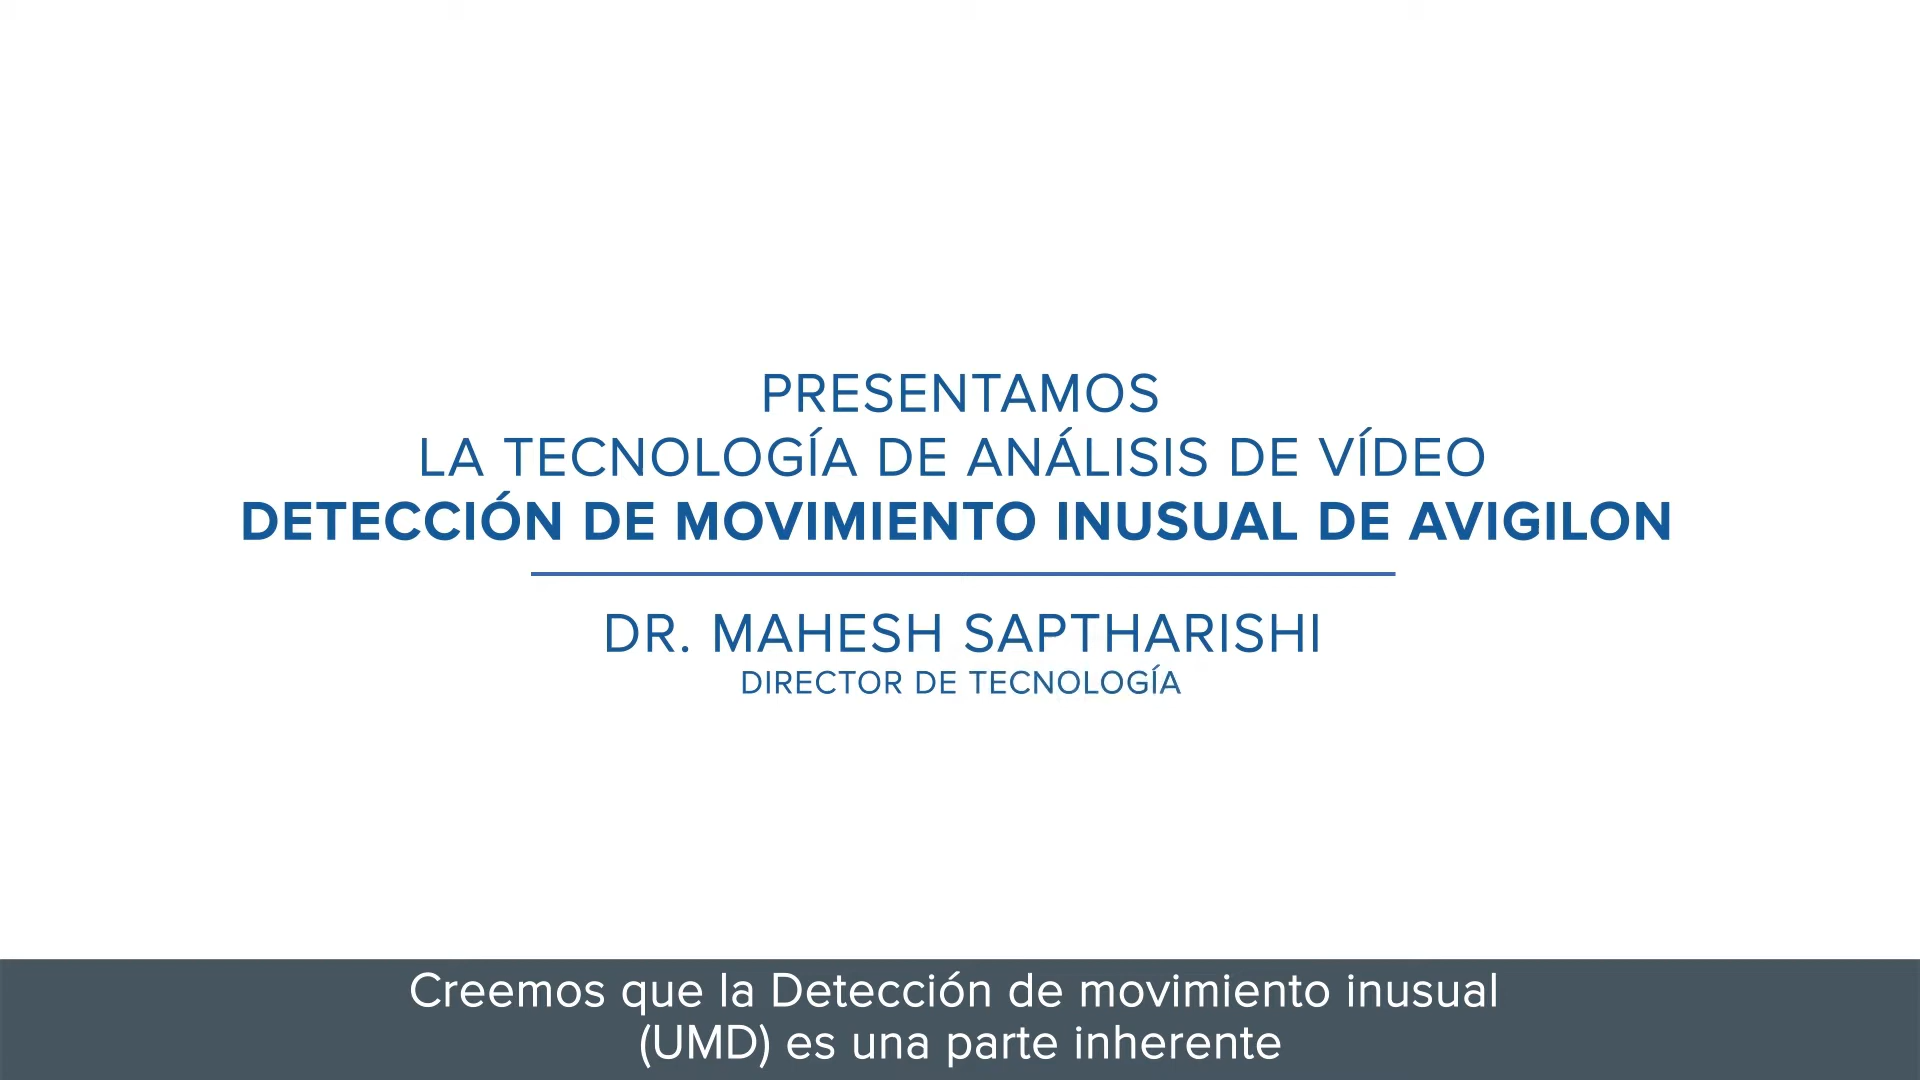 PRESENTAMOS
LA TECNOLOGÍA DE ANÁLISIS DE VÍDEO
DETECCIÓN DE MOVIMIENTO INUSUAL DE AVIGILON
DR. MAHESH SAPTHARISHI
DIRECTOR DE TECNOLOGÍA
Creemos que la Detección de movimiento inusual
(UMD) es una parte inherente